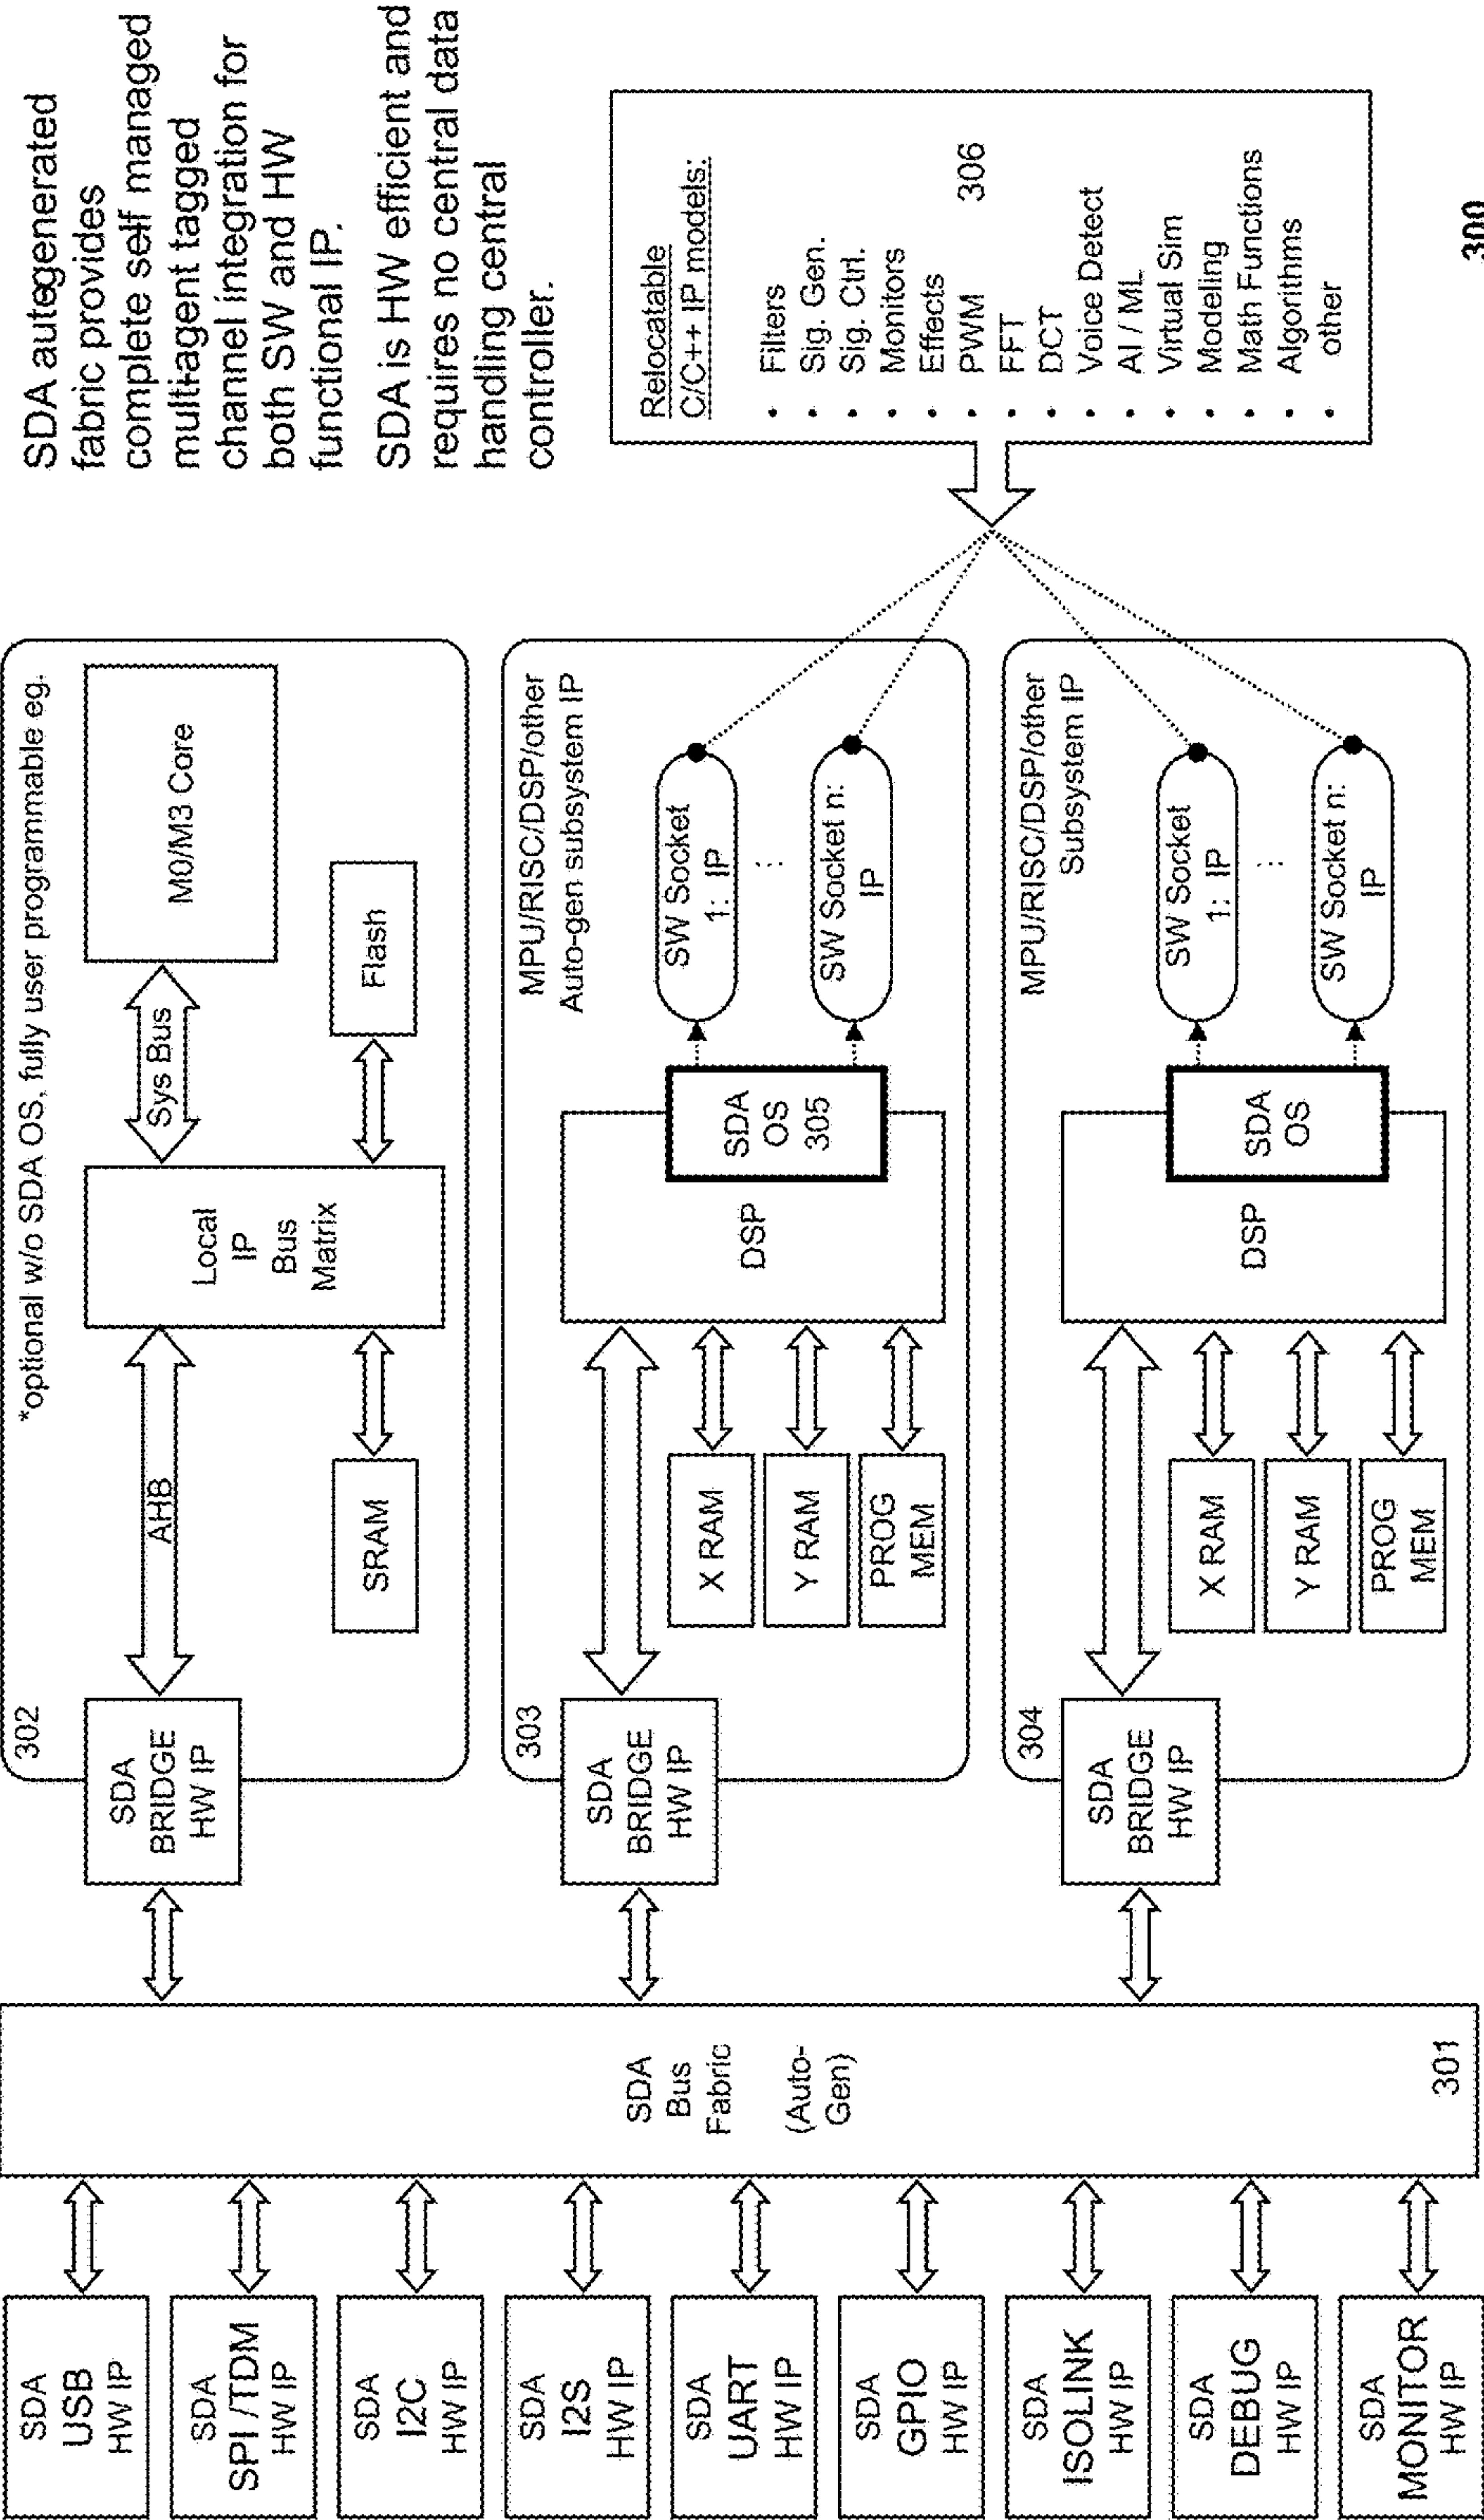 SDA
USB
HW IP
SDA
SPI /TDM
HW IP
SDA
I2C
HW IP
SDA
I2S
HW IP
SDA
UART
HW IP
SDA
GPIO
HW IP
SDA
ISOLINK
HW IP
SDA
DEBUG
HW IP
SDA
MONITOR
HW IP
SDA
Bus
Fabric
(Auto-
Gen)
301
302
SDA
BRIDGE
HW IP
*optional w/o SDA OS, fully user programmable eg.
AHB
SRAM
Local
IP
Bus
Matrix
Sys Bus
M0/M3 Core
Flash
303
SDA
BRIDGE
HW IP
MPU/RISC/DSP/other
Auto-gen subsystem IP
X RAM
Y RAM
PROG
MEM
DSP
SDA
OS
305
SW Socket
1: IP
:
SW Socket n:
IP
304
SDA
BRIDGE
HW IP
MPU/RISC/DSP/other
Subsystem IP
X RAM
Y RAM
PROG
MEM
DSP
SDA
OS
SW Socket
1: IP
:
SW Socket n:
IP
SDA autogenerated
fabric provides
complete self managed
multiagent tagged
channel integration for
both SW and HW
functional IP.
SDA is HW efficient and
requires no central data
handling central
controller.
Relocatable
C/C++ IP models:
• Filters
• Sig. Gen.
• Sig. Ctrl.
• Monitors
• Effects
• PWM 306
• FFT
• DCT
• Voice Detect
• AI / ML
• Virtual Sim
• Modeling
• Math Functions
• Algorithms
• other
300